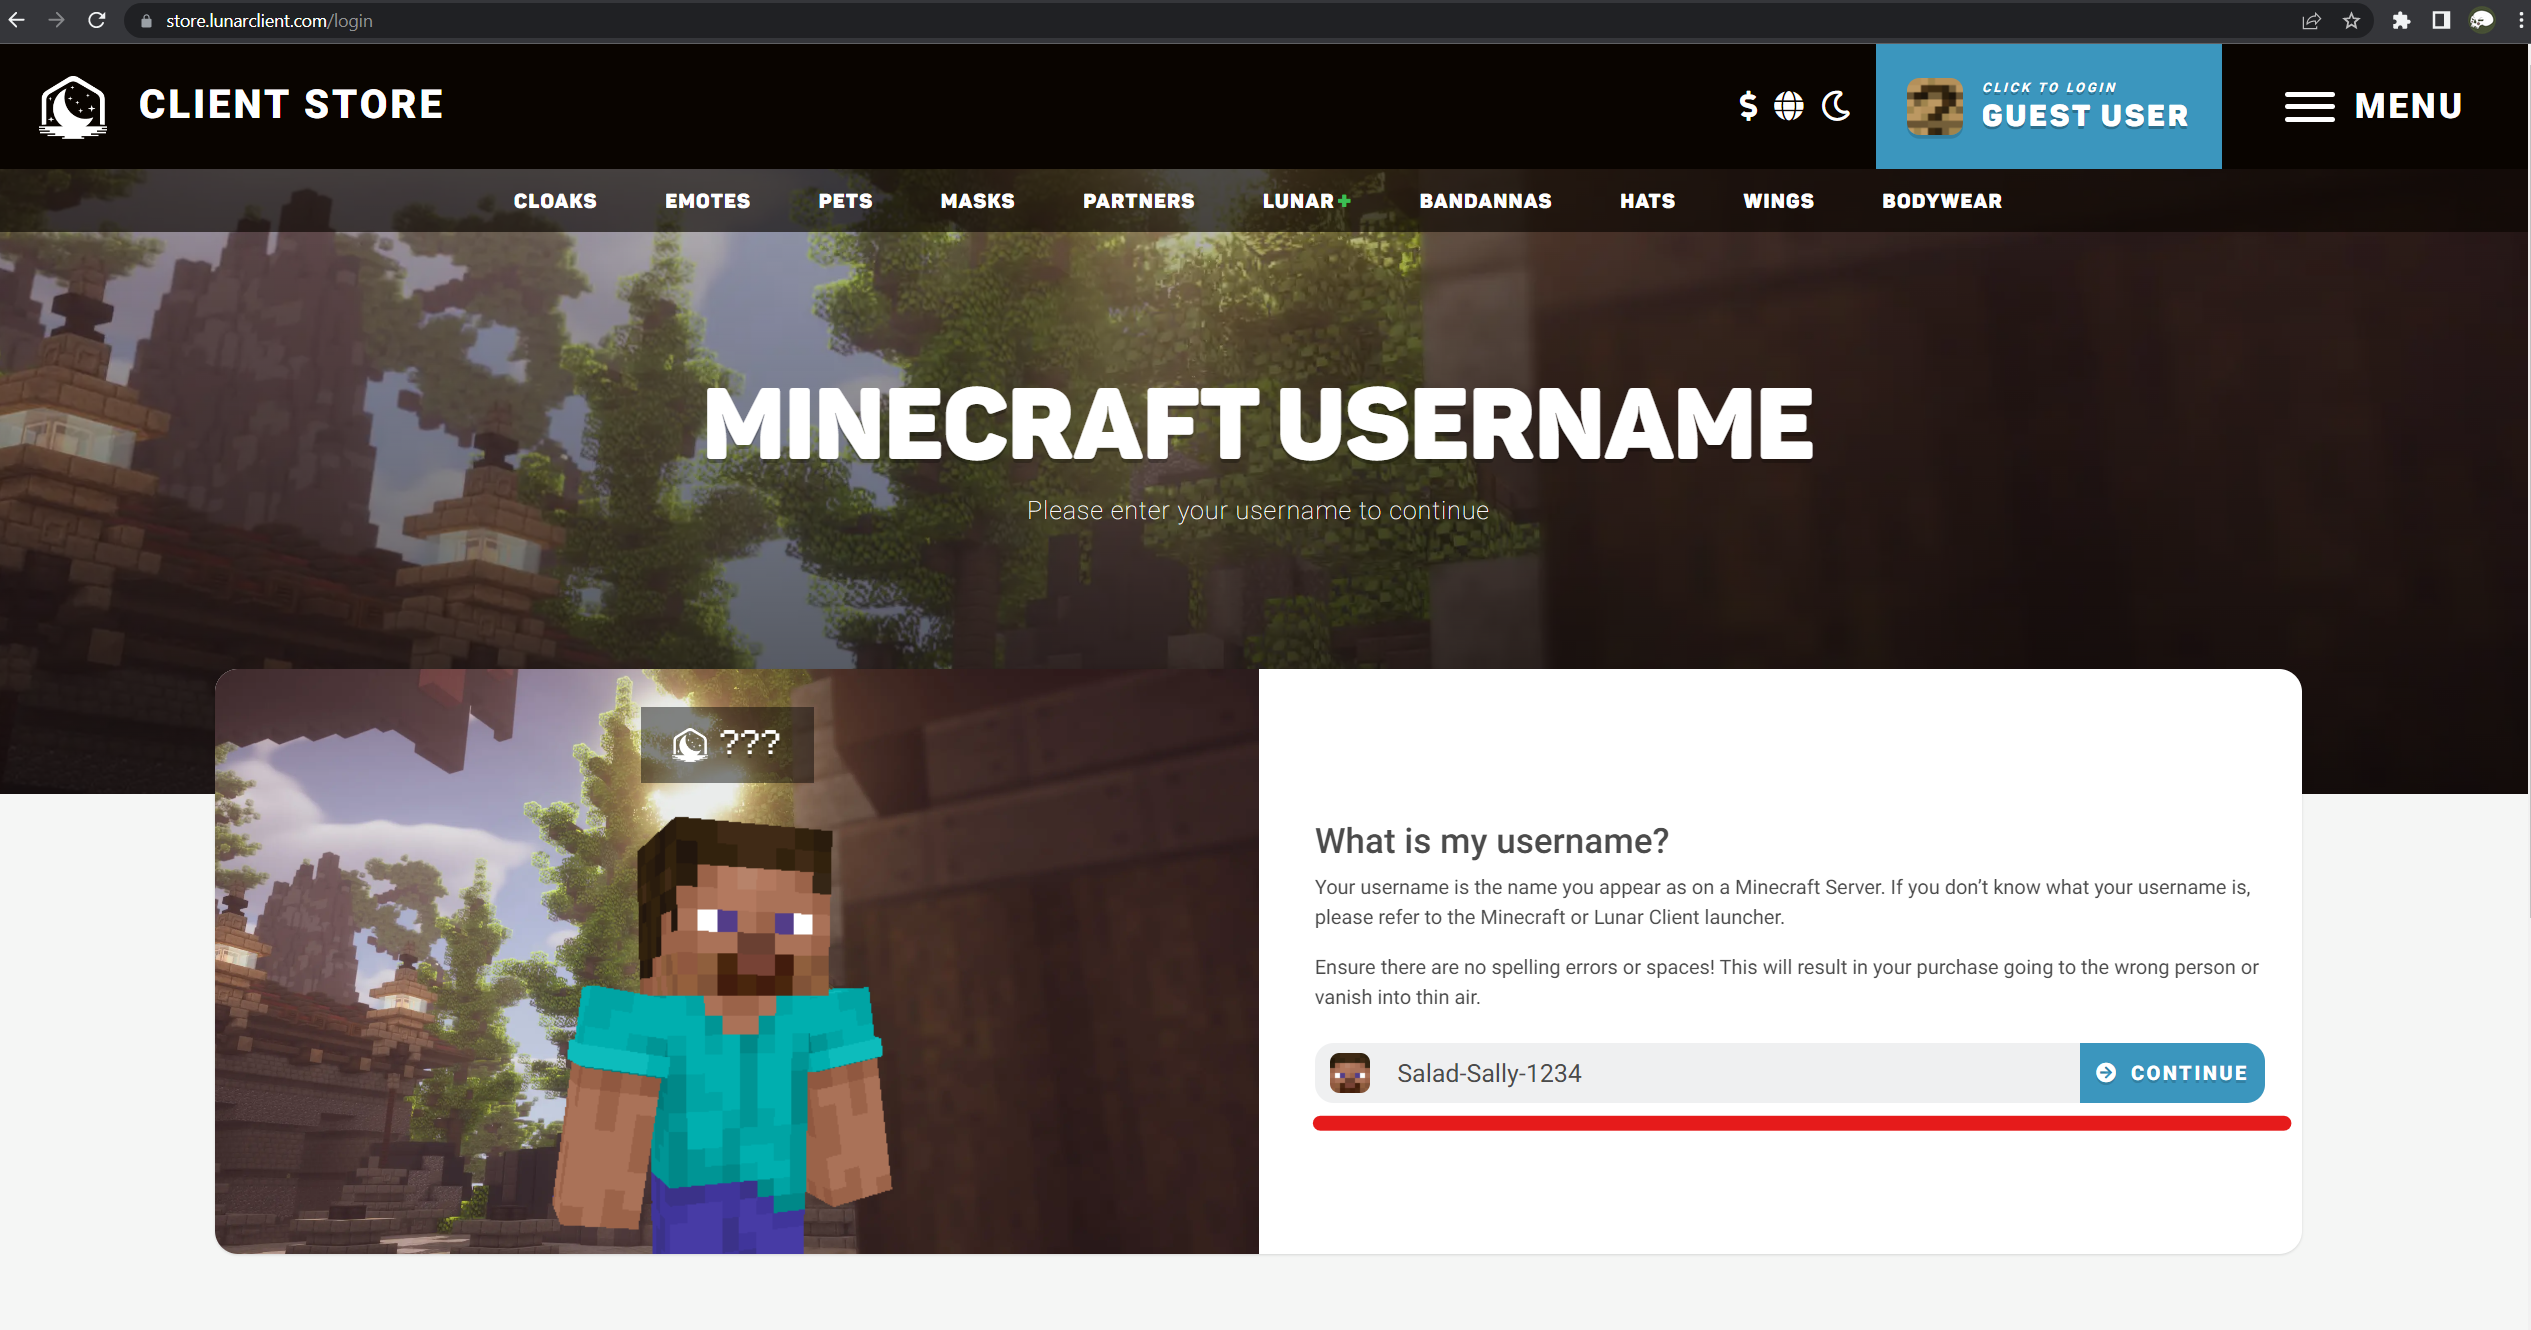 store.lunarclient.com/login
CLIENT STORE
CLICK TO LOGIN
GUEST USER
MENU
CLOAKS EMOTES PETS MASKS PARTNERS LUNAR+ BANDANNAS HATS WINGS BODYWEAR
MINECRAFT USERNAME
Please enter your username to continue
???
What is my username?
Your username is the name you appear as on a Minecraft Server. If you don’t know what your username is,
please refer to the Minecraft or Lunar Client launcher.
Ensure there are no spelling errors or spaces! This will result in your purchase going to the wrong person or
vanish into thin air.
Salad-Sally-1234
CONTINUE